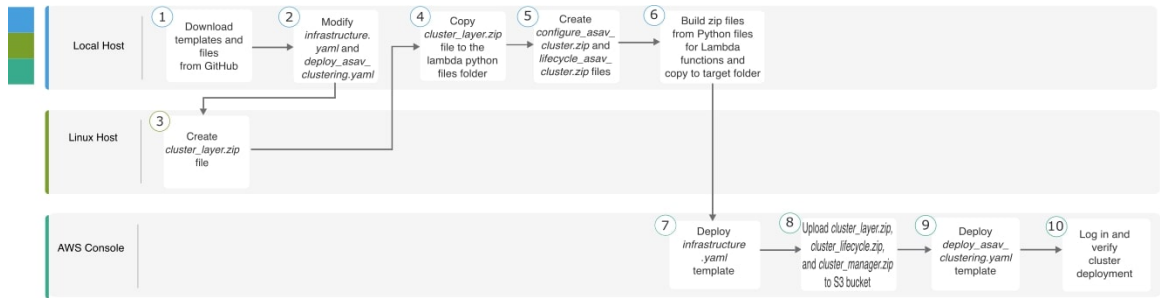 Local Host
1
Download
templates and
files
from GitHub
2
Modify
infrastructure.
yaml and
deploy_asav_
clustering.yaml
4
Copy
cluster_layer.zip
file to the
lambda python
files folder
5
Create
configure_asav_
cluster.zip and
lifecycle_asav_
cluster.zip files
6
Build zip files
from Python files
for Lambda
functions and
copy to target folder
Linux Host
3
Create
cluster_layer.zip
file
AWS Console
7
Deploy
infrastructure
.yaml
template
8
Upload cluster_layer.zip,
cluster_lifecycle.zip,
and cluster_manager.zip
to S3 bucket
9
Deploy
deploy_asav_
clustering.yaml
template
10
Log in and
verify
cluster
deployment